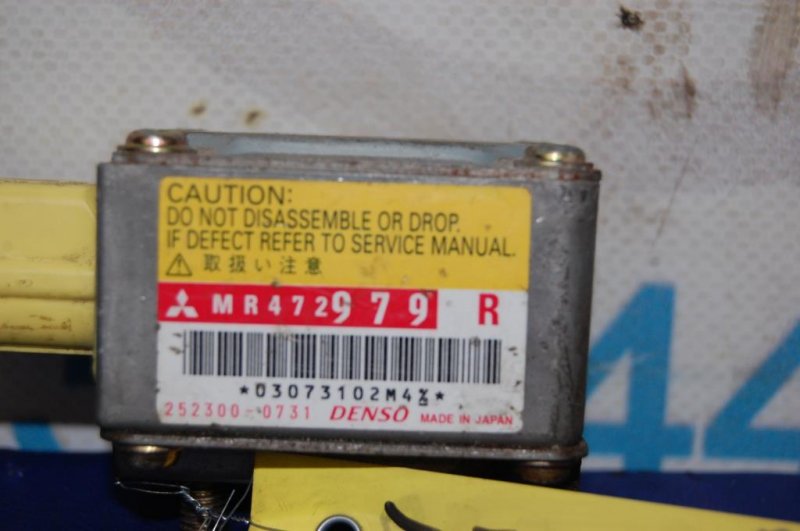 CAUTION:
DO NOT DISASSEMBLE OR DROP.
IF DEFECT REFER TO SERVICE MANUAL.
取扱い注意
MR472979 R
*03073102M4%*
252300-0731 DENSO MADE IN JAPAN
44